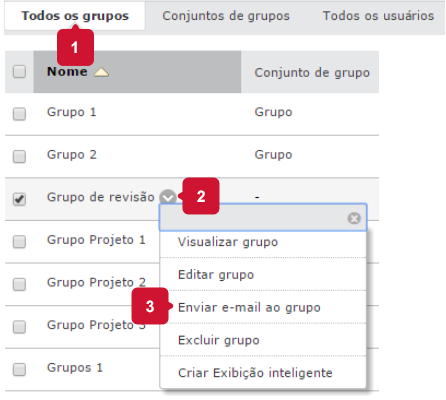 Todos os grupos Conjuntos de grupos Todos os usuários
1
Nome Conjunto de grupo
Grupo 1 Grupo
Grupo 2 Grupo
Grupo de revisão 2 -
Grupo Projeto 1 Visualizar grupo
Editar grupo
Grupo Projeto 2
3 Enviar e-mail ao grupo
Grupo Projeto 3
Excluir grupo
Grupos 1 Criar Exibição inteligente